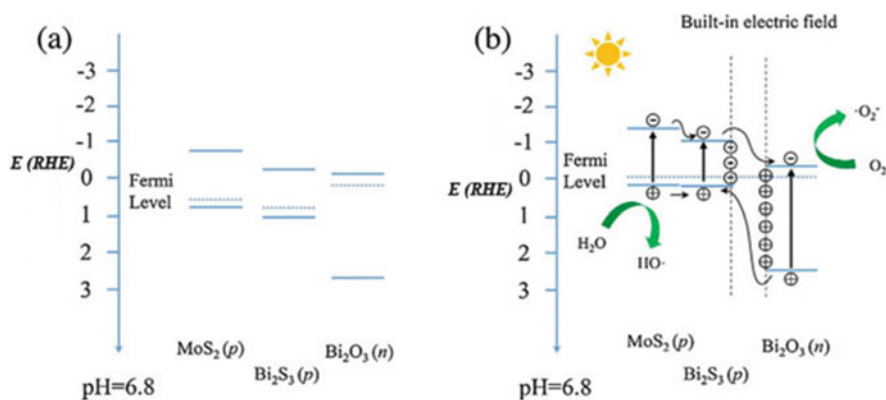 (a)
-3
-2
-1
E (RHE)
0
Fermi
Level
1
2
3
MoS₂ (p)
Bi₂S₃ (p)
Bi₂O₃ (n)
pH=6.8
(b)
Built-in electric field
-3
-2
-1
·O₂⁻
O₂
Fermi
Level
0
E (RHE)
1
2
3
H₂O
HO·
MoS₂ (p)
Bi₂S₃ (p)
Bi₂O₃ (n)
pH=6.8